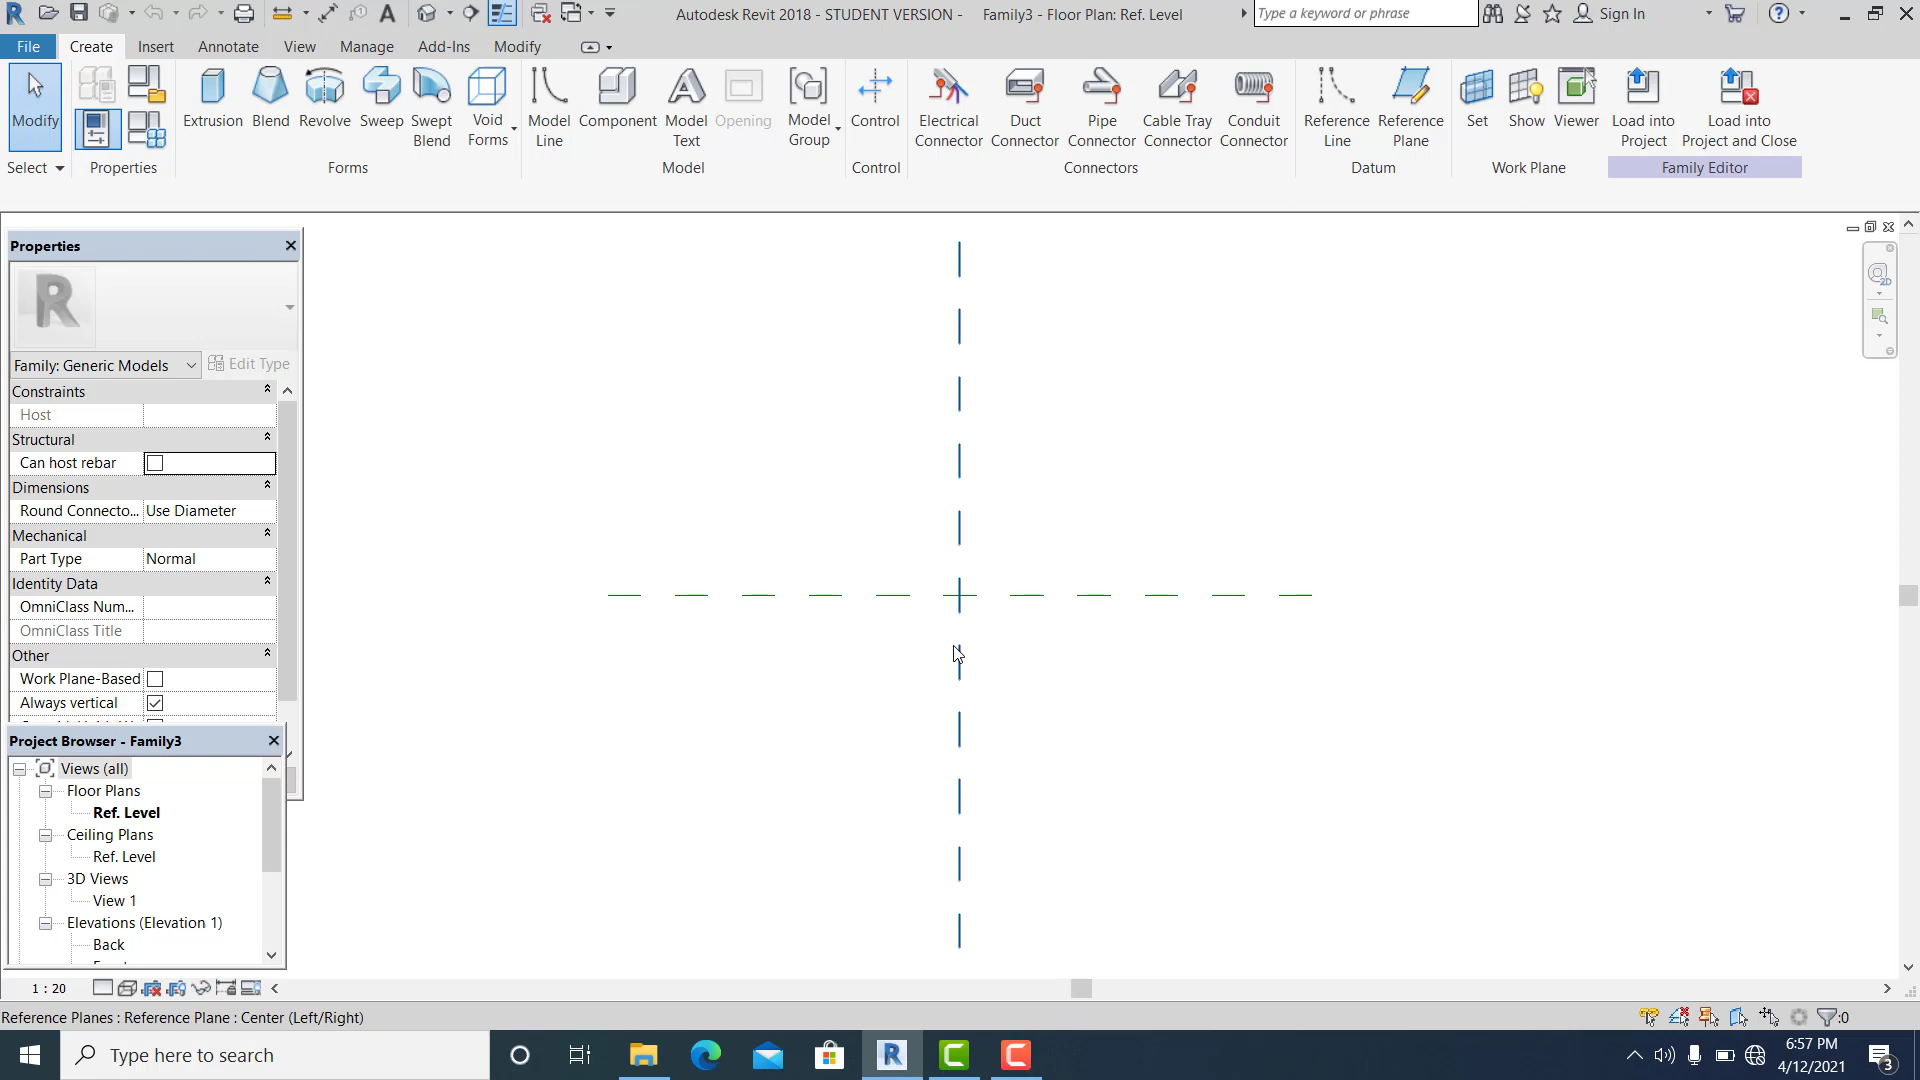 Autodesk Revit 2018 - STUDENT VERSION - Family3 - Floor Plan: Ref. Level
Type a keyword or phrase
Sign In
File Create Insert Annotate View Manage Add-Ins Modify
Modify
Extrusion
Blend
Revolve
Sweep
Swept
Blend
Void
Forms
Model
Line
Component
Model
Text
Opening
Model
Group
Control
Electrical
Connector
Duct
Connector
Pipe
Connector
Cable Tray
Connector
Conduit
Connector
Reference
Line
Reference
Plane
Set
Show
Viewer
Load into
Project
Load into
Project and Close
Select Properties Forms Model Control Connectors Datum Work Plane Family Editor
Properties
R
Family: Generic Models
Edit Type
Constraints
Host
Structural
Can host rebar
Dimensions
Round Connecto... Use Diameter
Mechanical
Part Type Normal
Identity Data
OmniClass Num...
OmniClass Title
Other
Work Plane-Based
Always vertical
Project Browser - Family3
Views (all)
Floor Plans
Ref. Level
Ceiling Plans
Ref. Level
3D Views
View 1
Elevations (Elevation 1)
Back
2D
1 : 20
Reference Planes : Reference Plane : Center (Left/Right)
:0
Type here to search
6:57 PM
4/12/2021
3